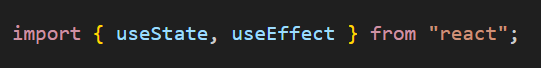 import { useState, useEffect } from "react";